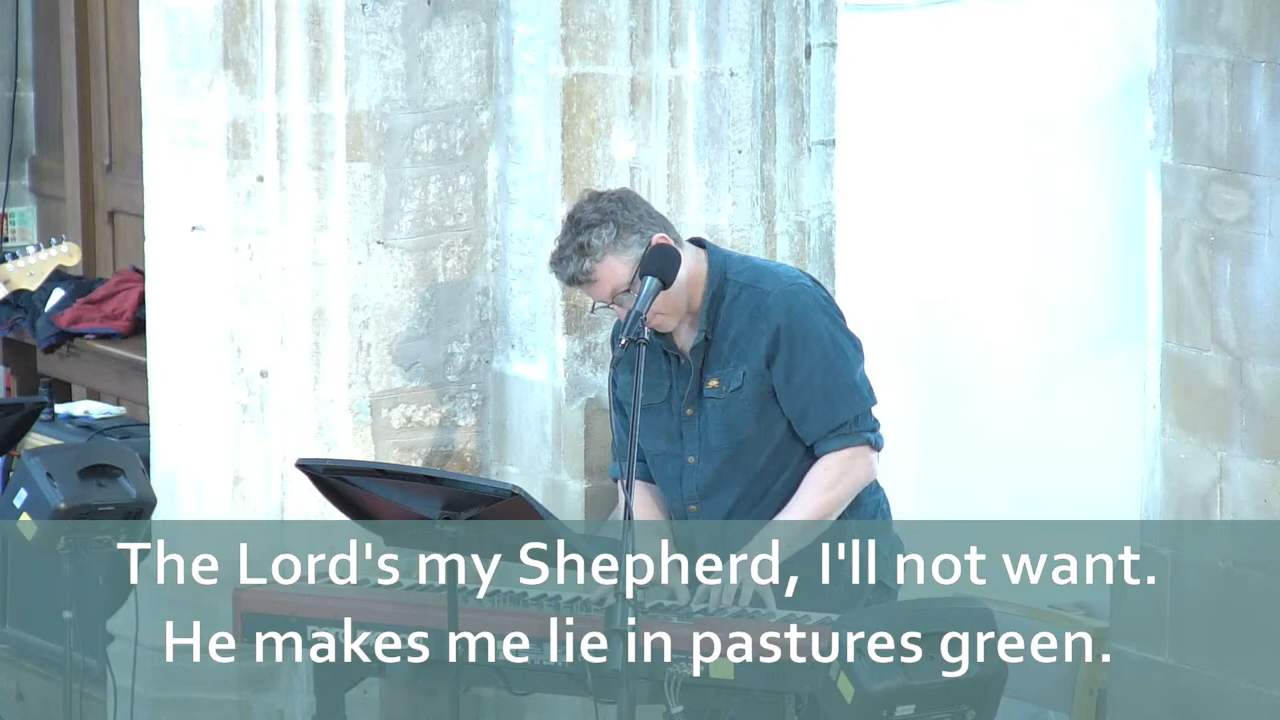 The Lord's my Shepherd, I'll not want.
He makes me lie in pastures green.